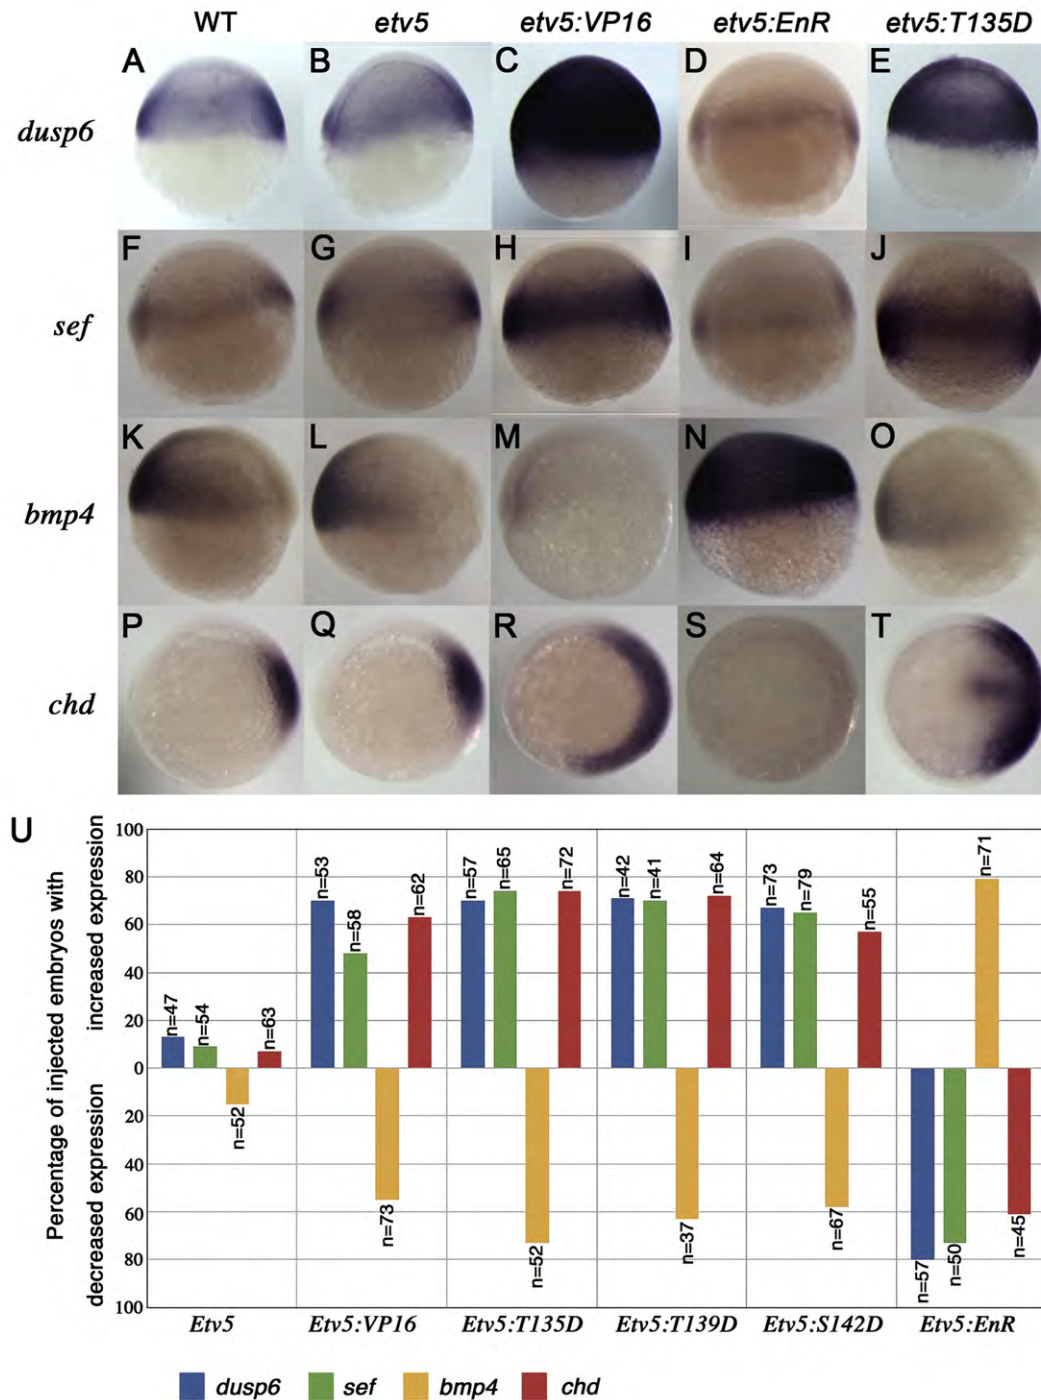 WT etv5 etv5:VP16 etv5:EnR etv5:T135D
A B C D E
dusp6
F G H I J
sef
K L M N O
bmp4
P Q R S T
chd
U
Percentage of injected embryos with
increased expression
decreased expression
100
80
60
40
20
0
20
40
60
80
100
n=47 n=54 n=52 n=63
n=53 n=58 n=73 n=62
n=57 n=65 n=52 n=72
n=42 n=41 n=37 n=64
n=73 n=79 n=67 n=55
n=57 n=50 n=71 n=45
Etv5 Etv5:VP16 Etv5:T135D Etv5:T139D Etv5:S142D Etv5:EnR
dusp6 sef bmp4 chd